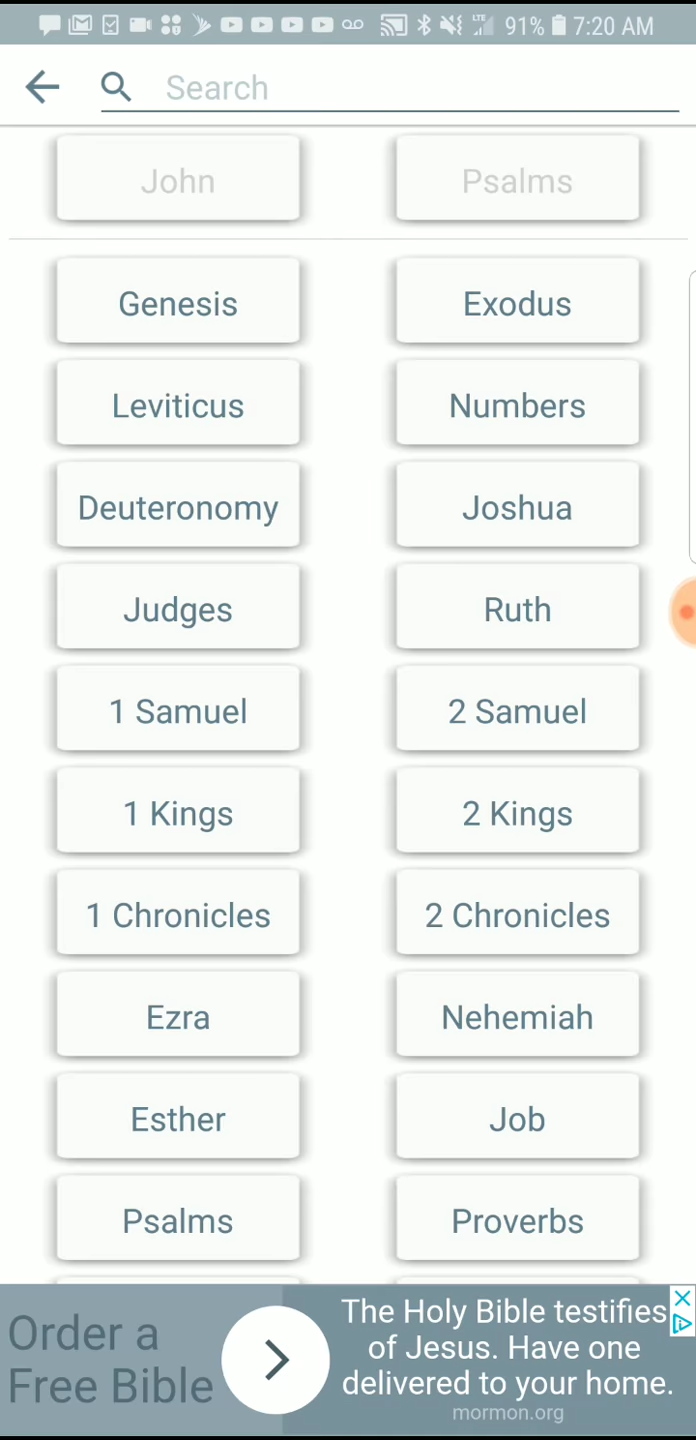 LTE 91% 7:20 AM
Search
John Psalms
Genesis Exodus
Leviticus Numbers
Deuteronomy Joshua
Judges Ruth
1 Samuel 2 Samuel
1 Kings 2 Kings
1 Chronicles 2 Chronicles
Ezra Nehemiah
Esther Job
Psalms Proverbs
Order a
Free Bible
The Holy Bible testifies
of Jesus. Have one
delivered to your home.
mormon.org